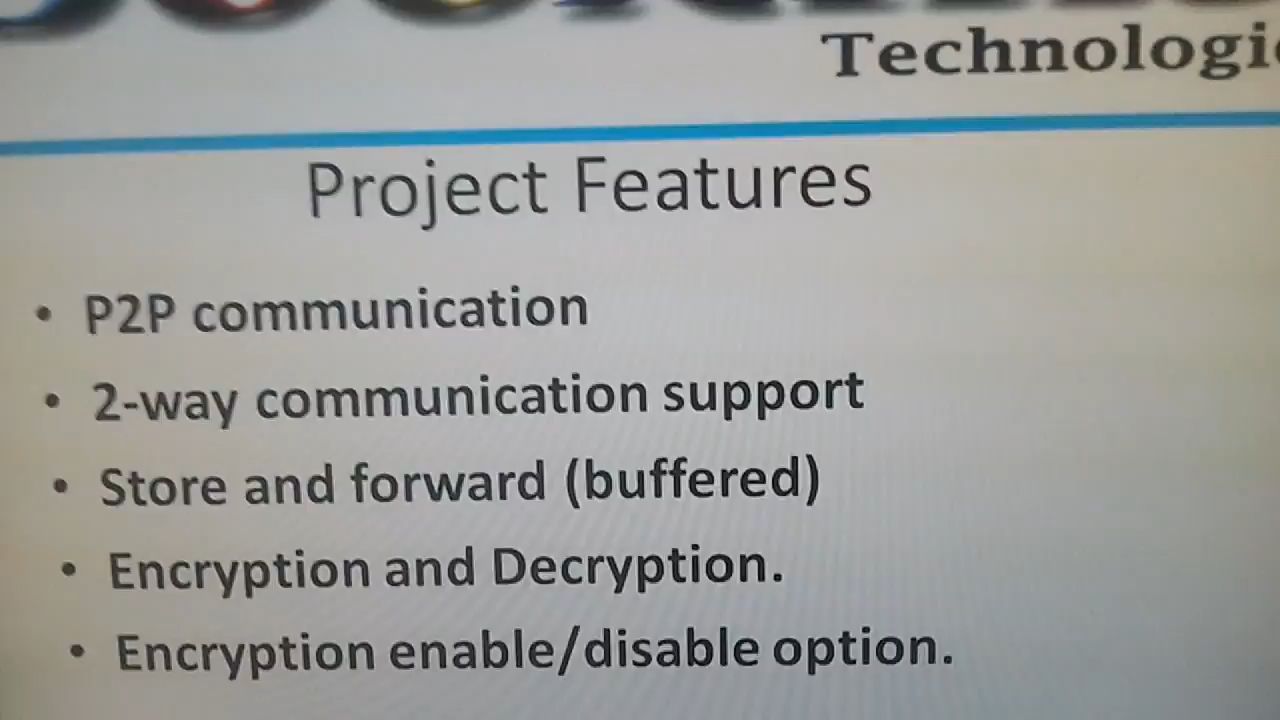 Project Features
• P2P communication
• 2-way communication support
• Store and forward (buffered)
• Encryption and Decryption.
• Encryption enable/disable option.